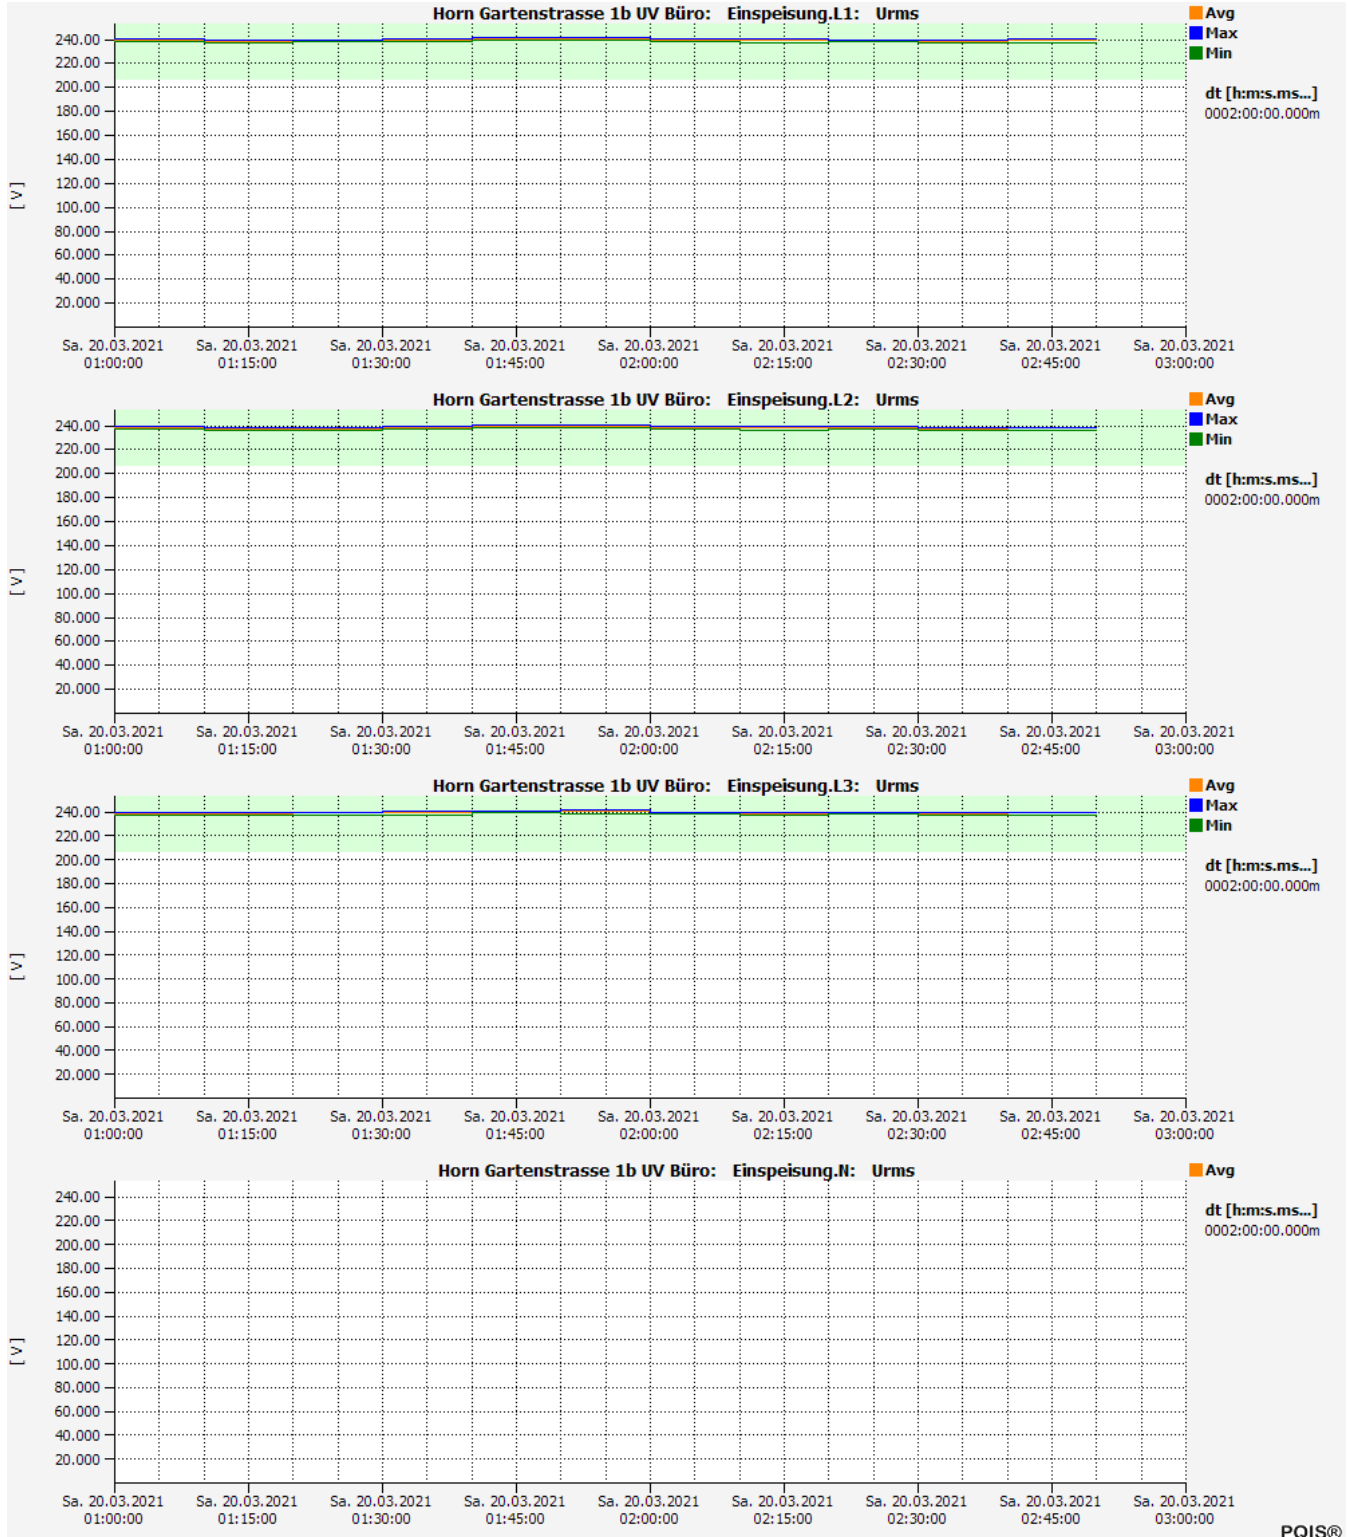 Horn Gartenstrasse 1b UV Büro: Einspeisung.L1: Urms
Avg
Max
Min
dt [h:m:s.ms...]
0002:00:00.000m
[ V]
240.00
220.00
200.00
180.00
160.00
140.00
120.00
100.00
80.000
60.000
40.000
20.000
Sa. 20.03.2021 Sa. 20.03.2021 Sa. 20.03.2021 Sa. 20.03.2021 Sa. 20.03.2021 Sa. 20.03.2021 Sa. 20.03.2021 Sa. 20.03.2021 Sa. 20.03.2021
01:00:00 01:15:00 01:30:00 01:45:00 02:00:00 02:15:00 02:30:00 02:45:00 03:00:00
Horn Gartenstrasse 1b UV Büro: Einspeisung.L2: Urms
Avg
Max
Min
dt [h:m:s.ms...]
0002:00:00.000m
[ V]
240.00
220.00
200.00
180.00
160.00
140.00
120.00
100.00
80.000
60.000
40.000
20.000
Sa. 20.03.2021 Sa. 20.03.2021 Sa. 20.03.2021 Sa. 20.03.2021 Sa. 20.03.2021 Sa. 20.03.2021 Sa. 20.03.2021 Sa. 20.03.2021 Sa. 20.03.2021
01:00:00 01:15:00 01:30:00 01:45:00 02:00:00 02:15:00 02:30:00 02:45:00 03:00:00
Horn Gartenstrasse 1b UV Büro: Einspeisung.L3: Urms
Avg
Max
Min
dt [h:m:s.ms...]
0002:00:00.000m
[ V]
240.00
220.00
200.00
180.00
160.00
140.00
120.00
100.00
80.000
60.000
40.000
20.000
Sa. 20.03.2021 Sa. 20.03.2021 Sa. 20.03.2021 Sa. 20.03.2021 Sa. 20.03.2021 Sa. 20.03.2021 Sa. 20.03.2021 Sa. 20.03.2021 Sa. 20.03.2021
01:00:00 01:15:00 01:30:00 01:45:00 02:00:00 02:15:00 02:30:00 02:45:00 03:00:00
Horn Gartenstrasse 1b UV Büro: Einspeisung.N: Urms
Avg
dt [h:m:s.ms...]
0002:00:00.000m
[ V]
240.00
220.00
200.00
180.00
160.00
140.00
120.00
100.00
80.000
60.000
40.000
20.000
Sa. 20.03.2021 Sa. 20.03.2021 Sa. 20.03.2021 Sa. 20.03.2021 Sa. 20.03.2021 Sa. 20.03.2021 Sa. 20.03.2021 Sa. 20.03.2021 Sa. 20.03.2021
01:00:00 01:15:00 01:30:00 01:45:00 02:00:00 02:15:00 02:30:00 02:45:00 03:00:00
PQIS®